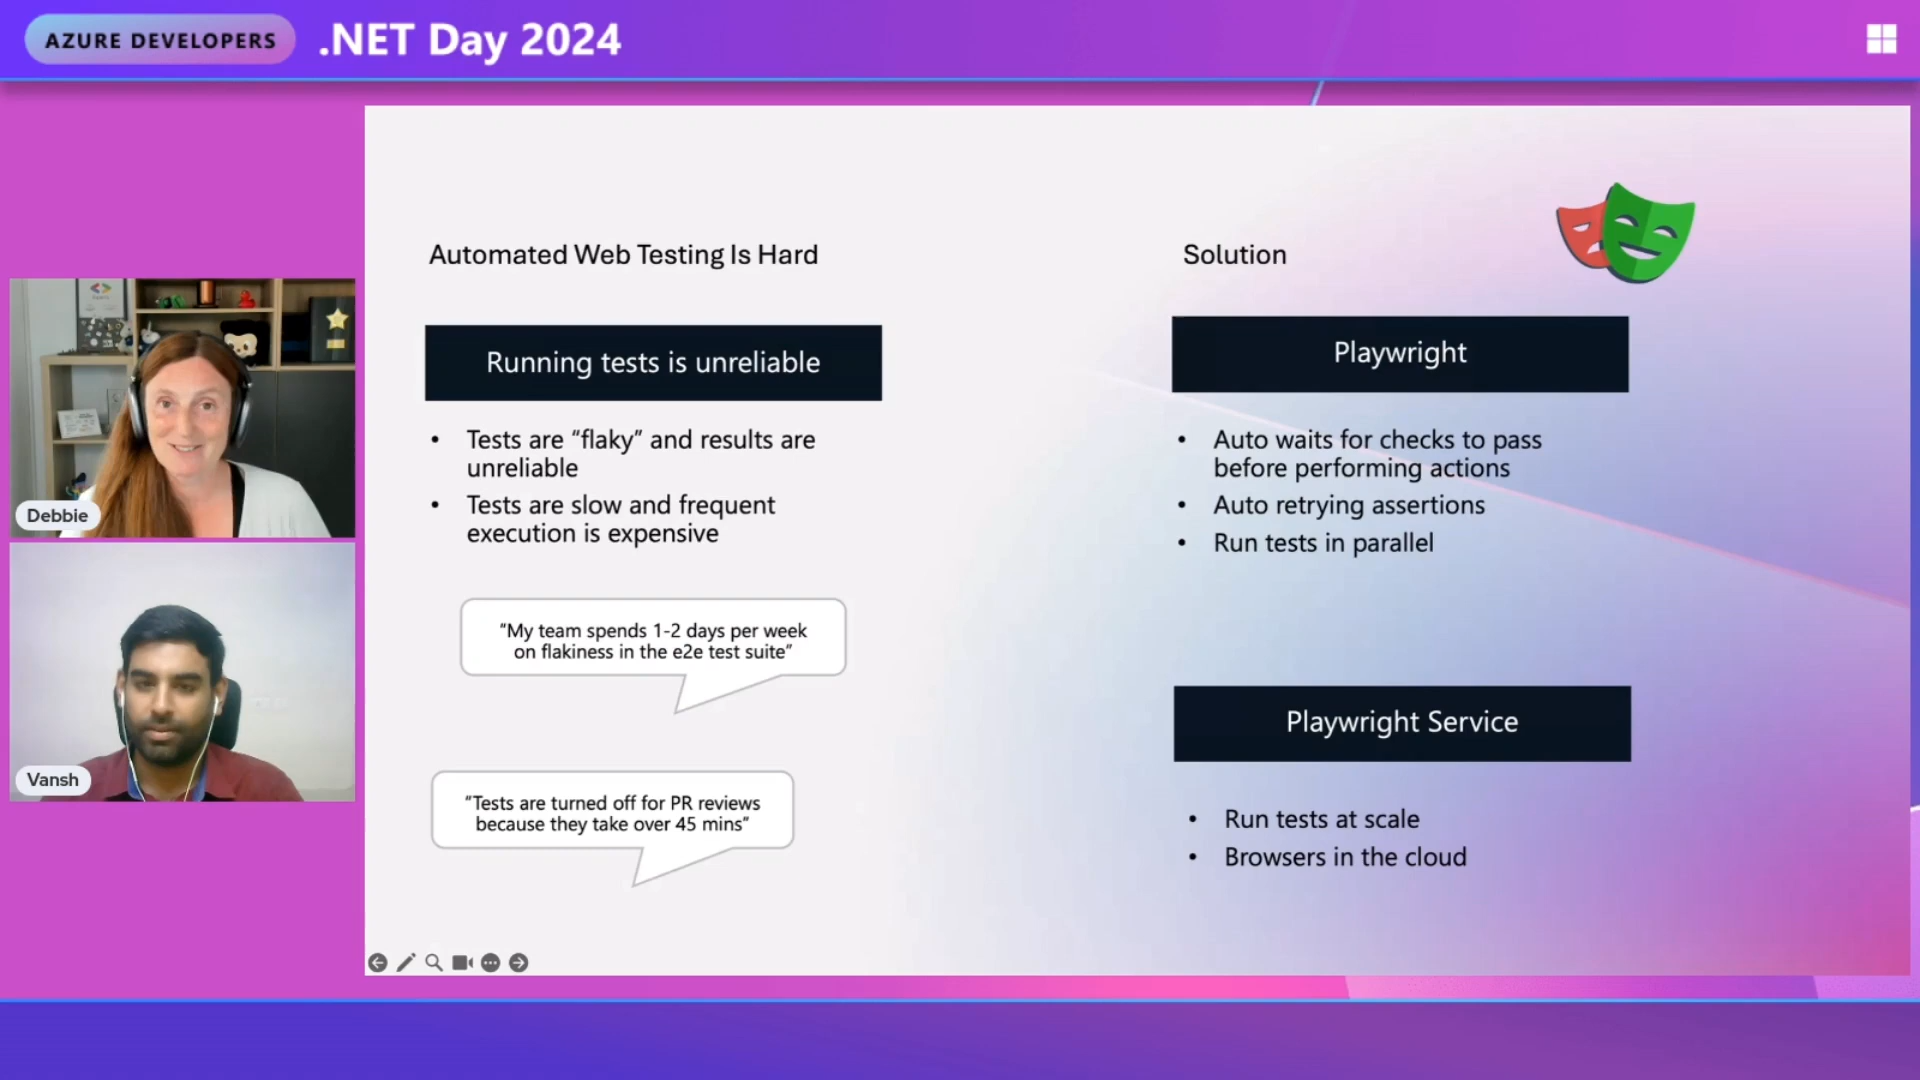 AZURE DEVELOPERS
.NET Day 2024
Automated Web Testing Is Hard
Running tests is unreliable
• Tests are “flaky” and results are
unreliable
• Tests are slow and frequent
execution is expensive
“My team spends 1-2 days per week
on flakiness in the e2e test suite”
“Tests are turned off for PR reviews
because they take over 45 mins”
Solution
Playwright
• Auto waits for checks to pass
before performing actions
• Auto retrying assertions
• Run tests in parallel
Playwright Service
• Run tests at scale
• Browsers in the cloud
Debbie
Vansh